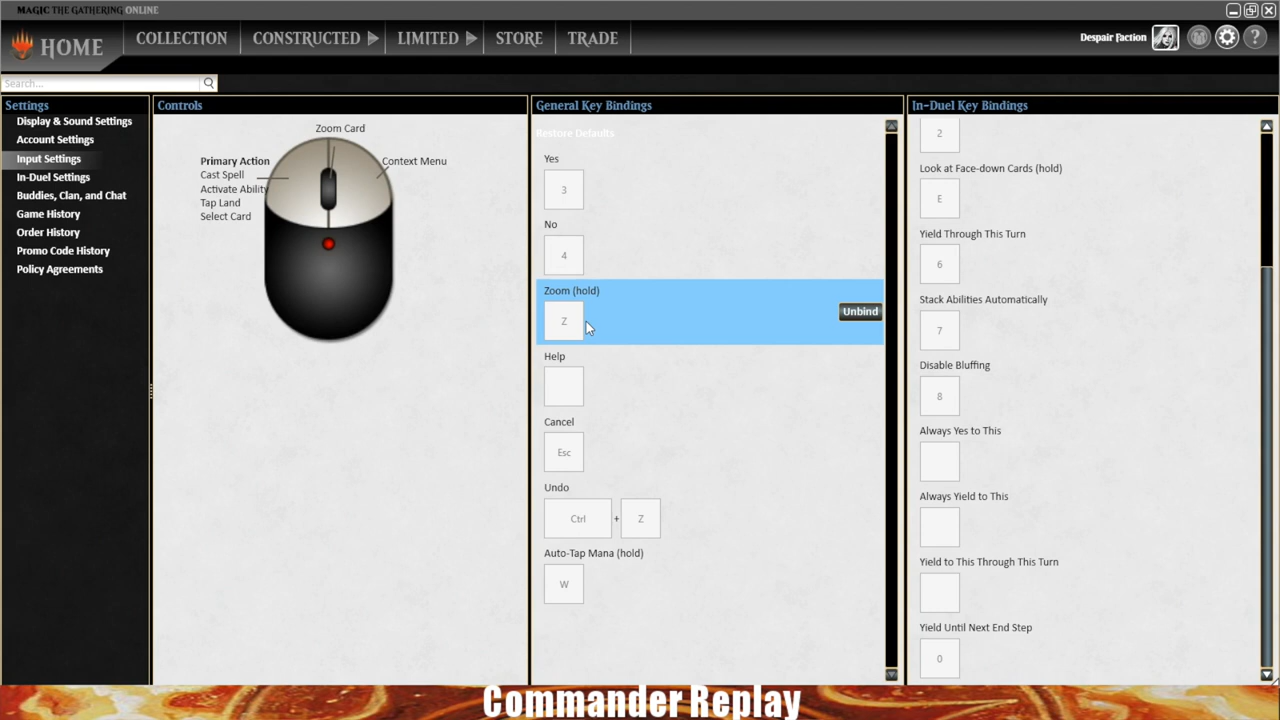 MAGIC THE GATHERING ONLINE
HOME
COLLECTION
CONSTRUCTED
LIMITED
STORE
TRADE
Despair Faction
?
Search...
Settings
Display & Sound Settings
Account Settings
Input Settings
In-Duel Settings
Buddies, Clan, and Chat
Game History
Order History
Promo Code History
Policy Agreements
Controls
Zoom Card
Primary Action
Cast Spell
Activate Ability
Tap Land
Select Card
Context Menu
General Key Bindings
Restore Defaults
Yes
3
No
4
Zoom (hold)
Z
Unbind
Help
Cancel
Esc
Undo
Ctrl + Z
Auto-Tap Mana (hold)
W
In-Duel Key Bindings
2
Look at Face-down Cards (hold)
E
Yield Through This Turn
6
Stack Abilities Automatically
7
Disable Bluffing
8
Always Yes to This
Always Yield to This
Yield to This Through This Turn
Yield Until Next End Step
0
Commander Replay